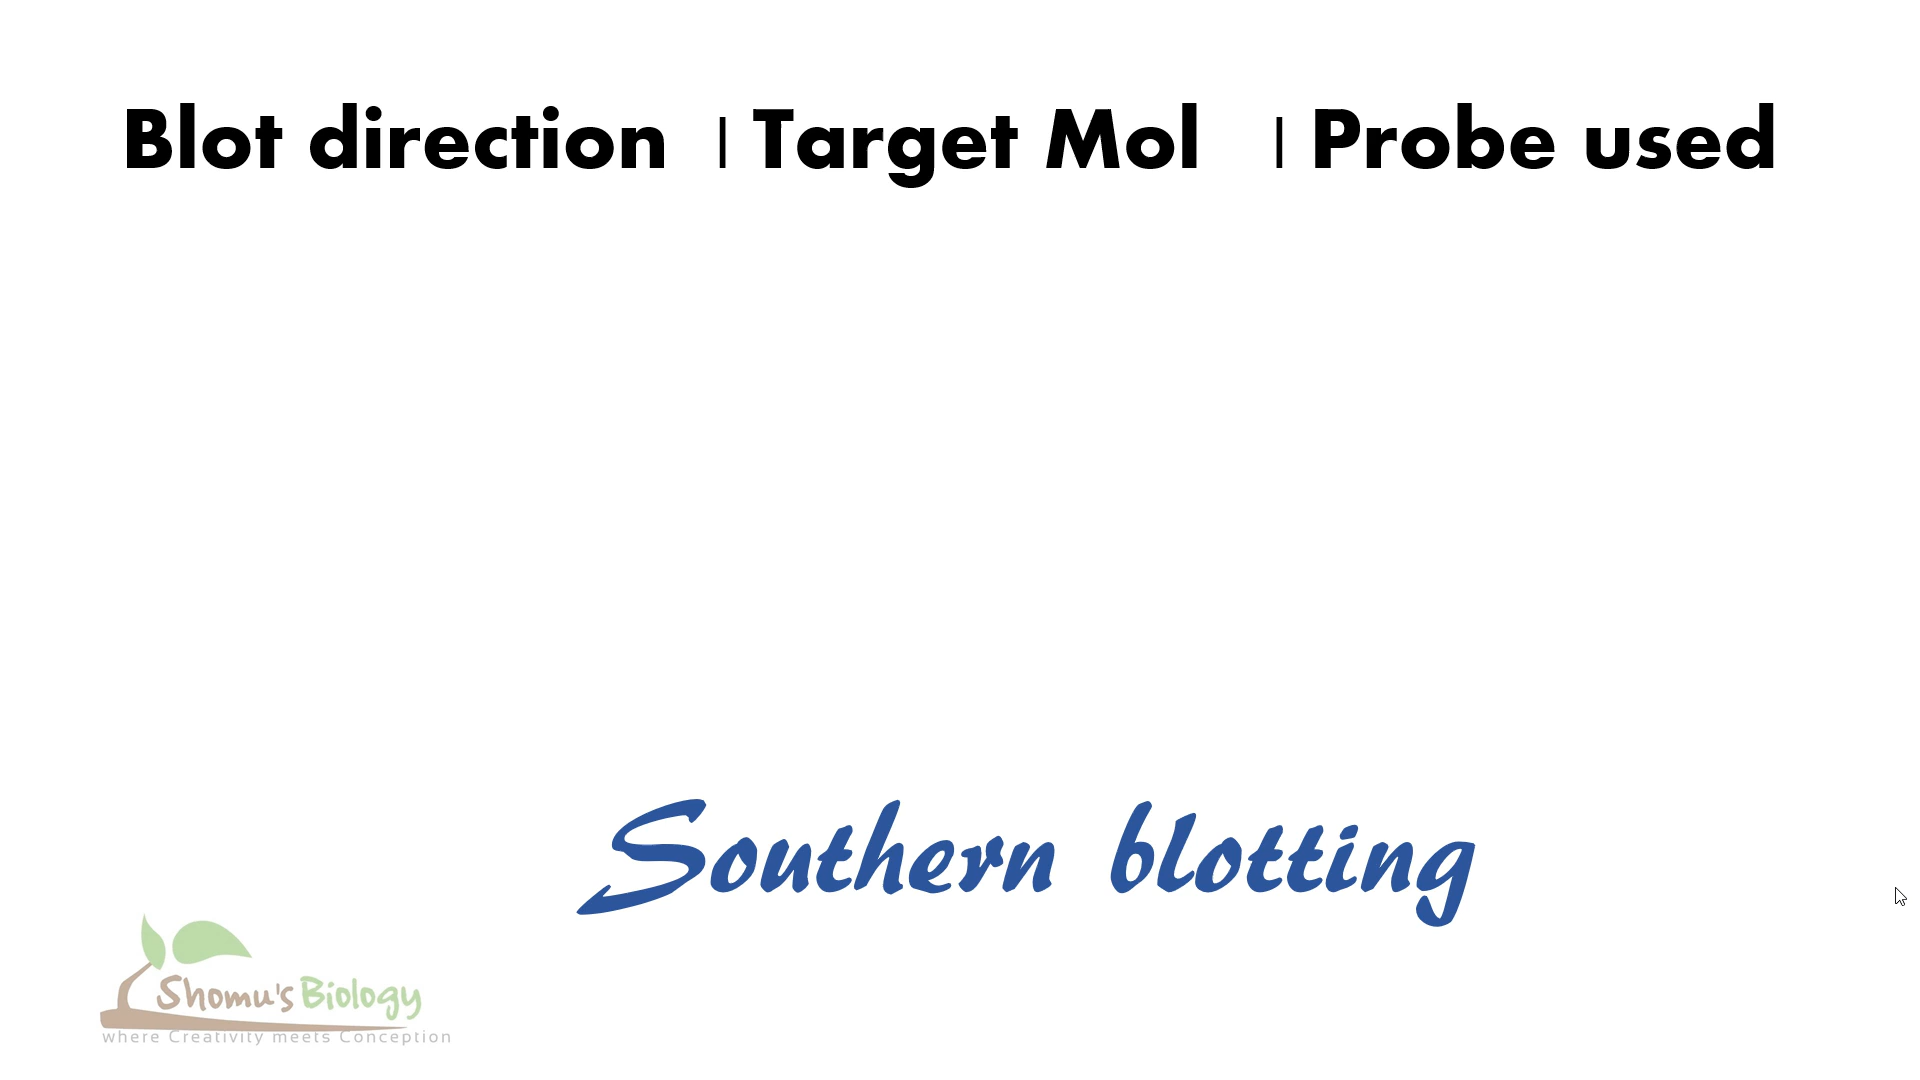 Blot direction | Target Mol | Probe used
Southern blotting
Shomu's Biology
where Creativity meets Conception